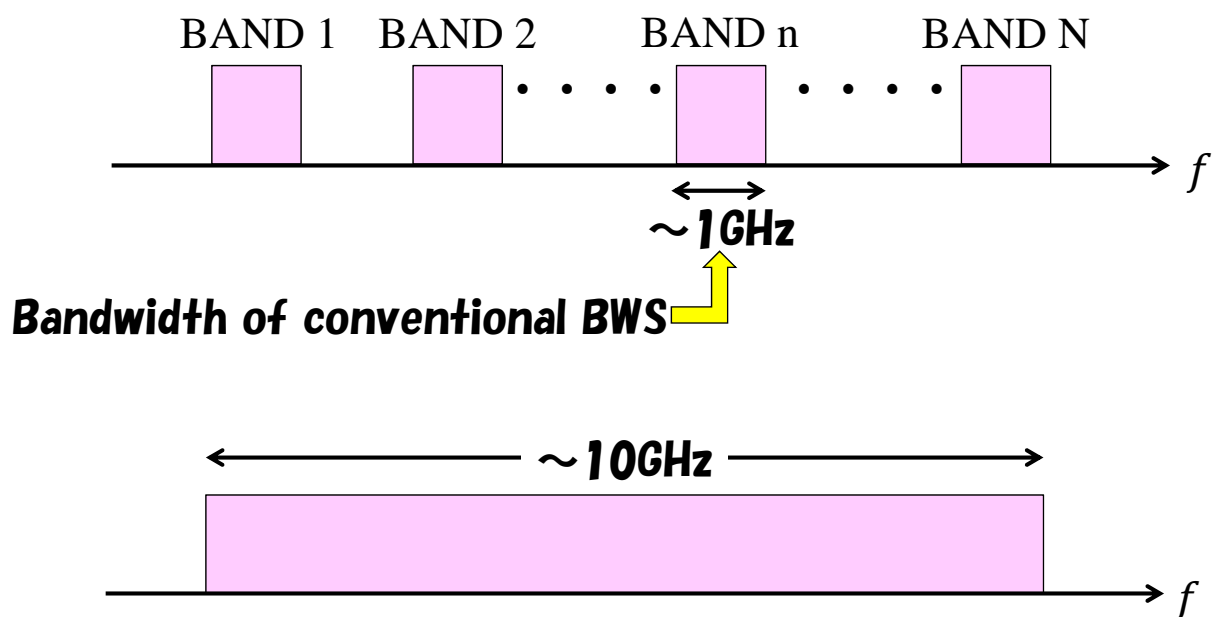 BAND 1 BAND 2 BAND n BAND N
• • • • • • • •
f
～1GHz
Bandwidth of conventional BWS
～10GHz
f